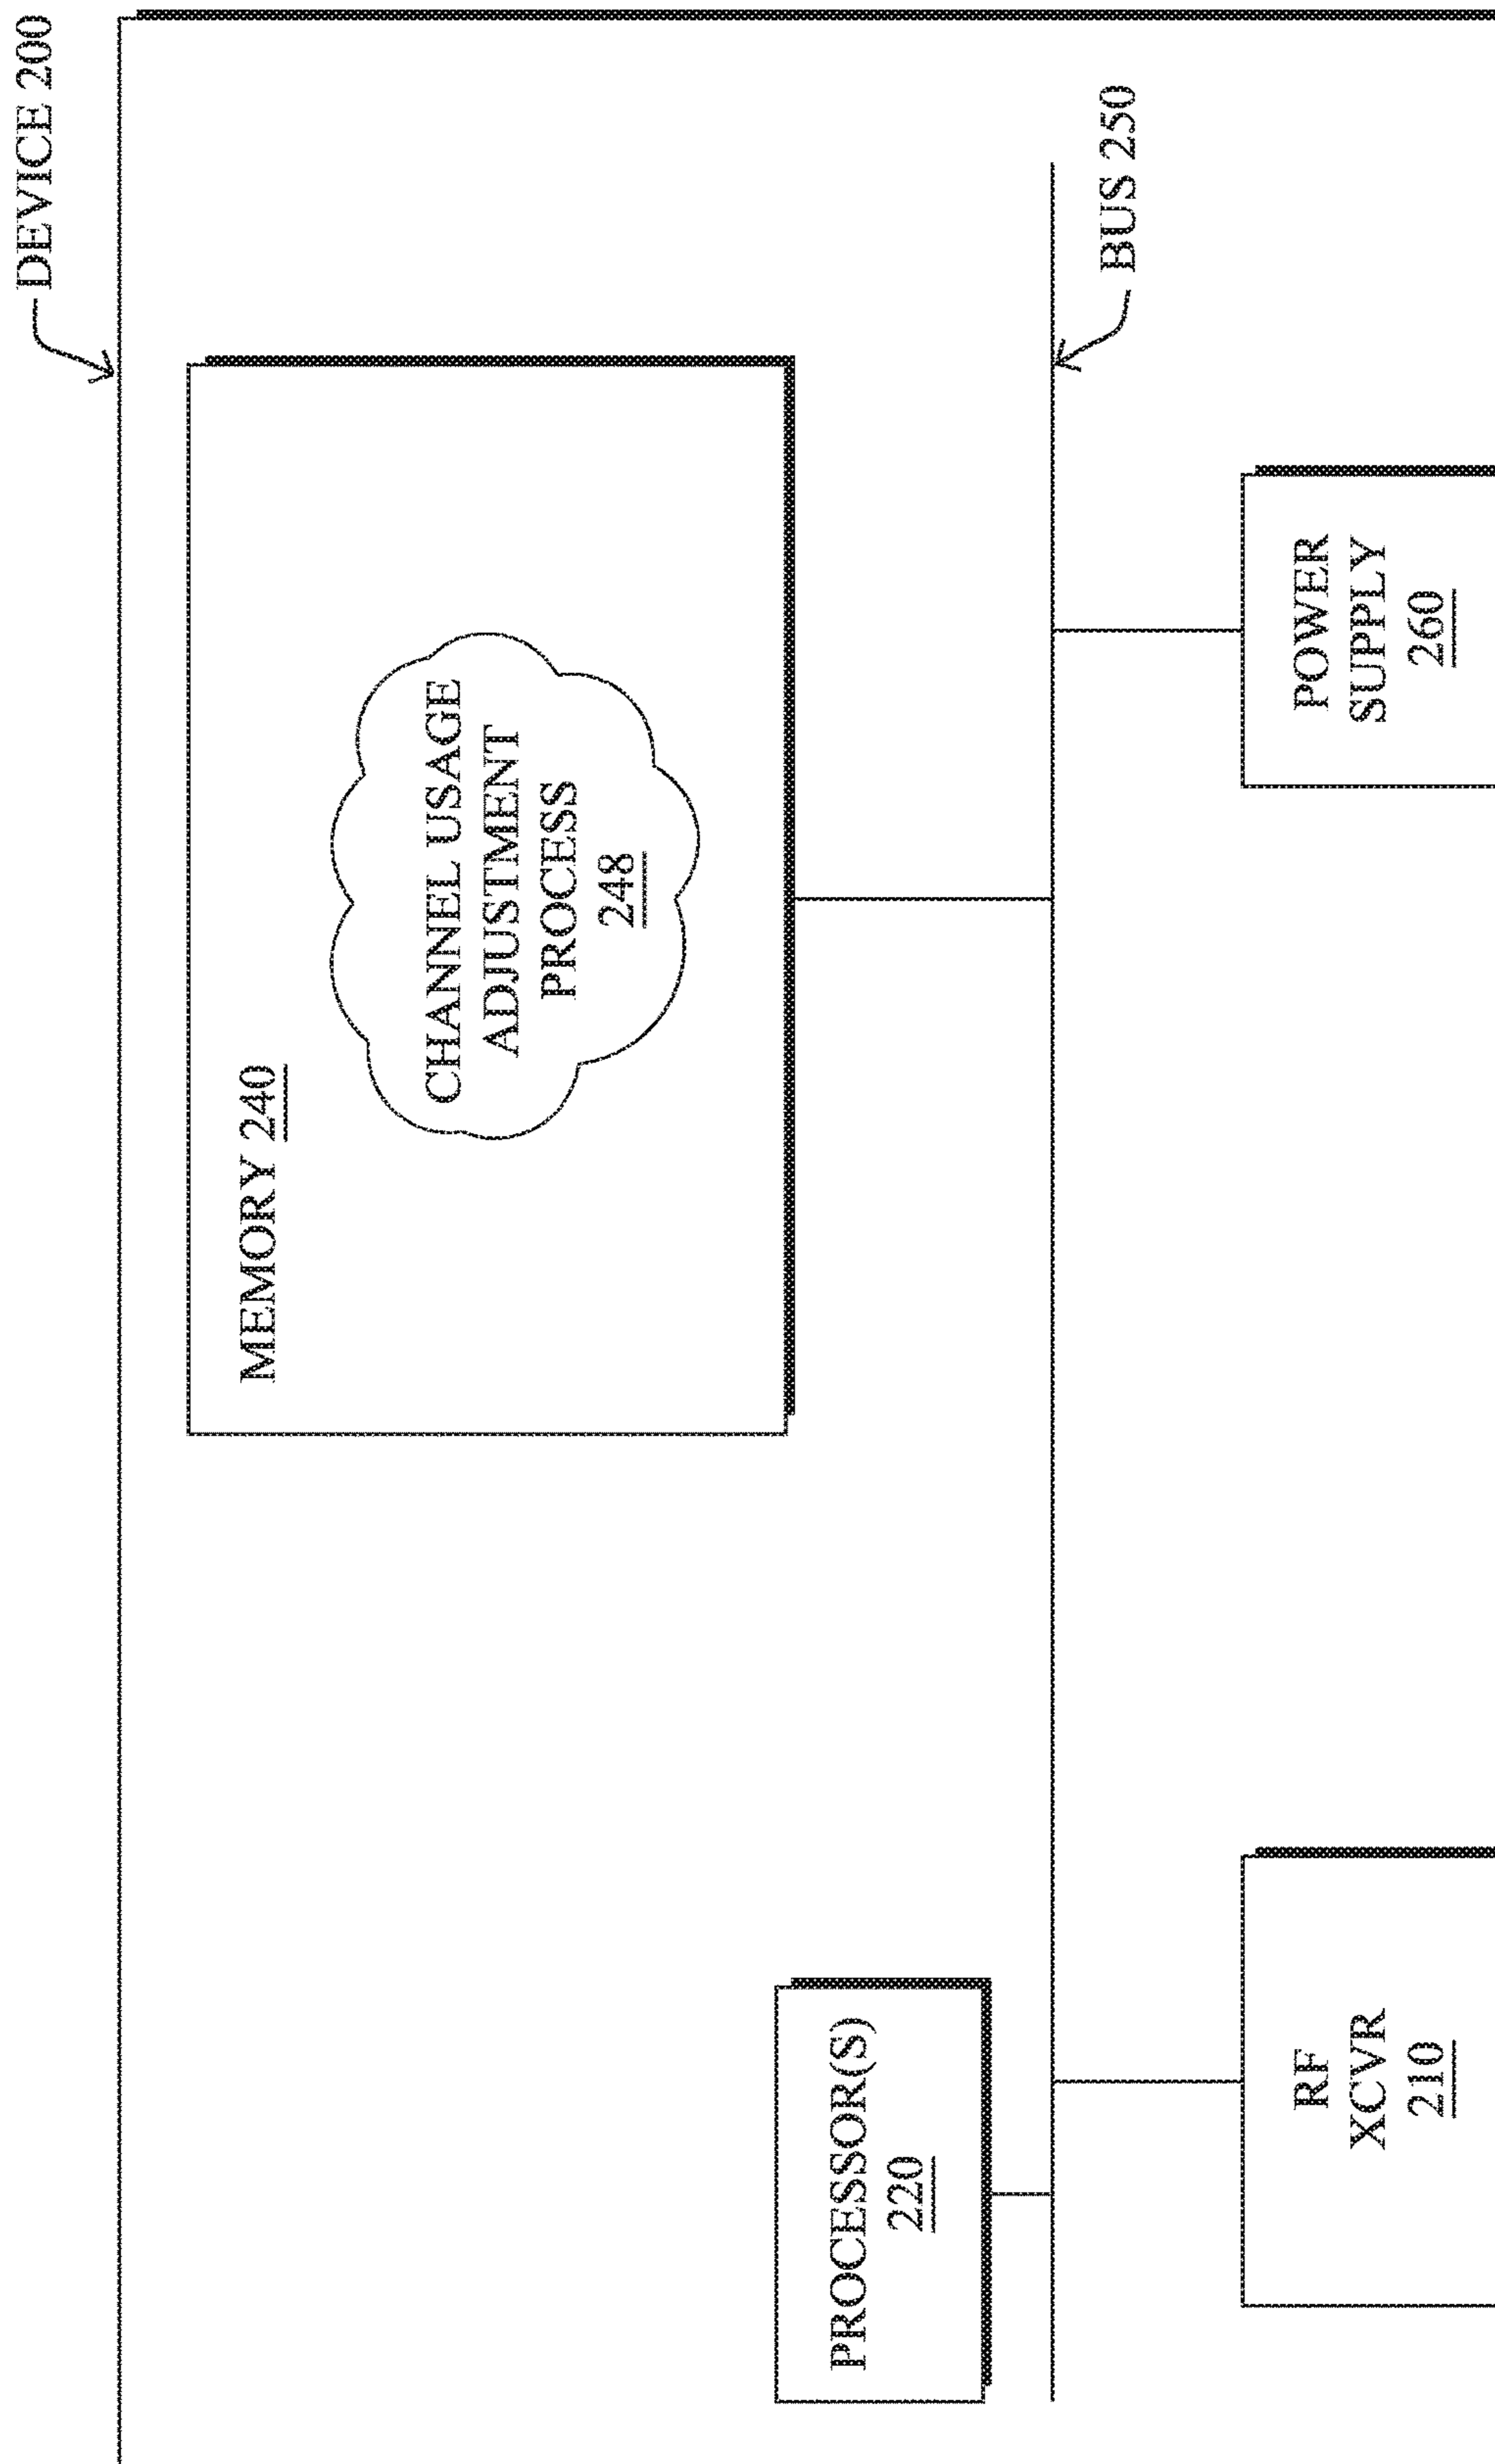 DEVICE 200
MEMORY 240
CHANNEL USAGE
ADJUSTMENT
PROCESS
248
PROCESSOR(S)
220
BUS 250
RF
XCVR
210
POWER
SUPPLY
260